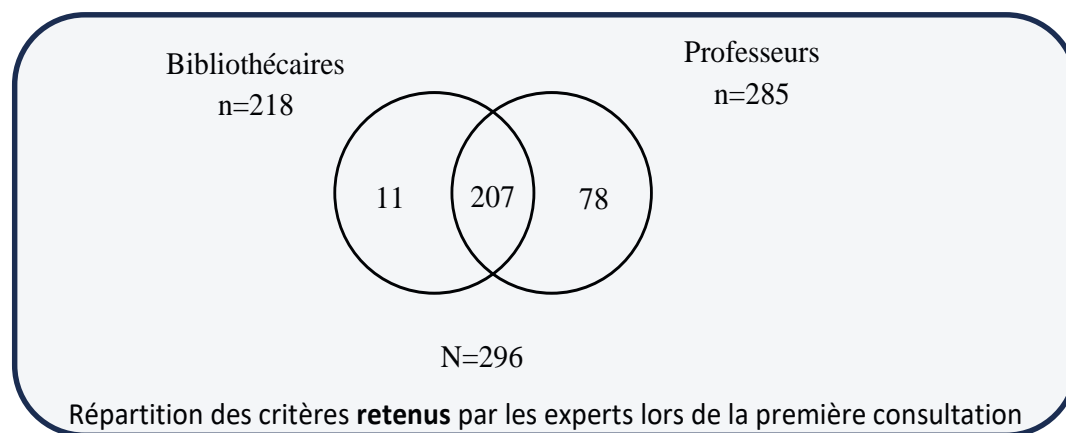 Bibliothécaires
n=218
Professeurs
n=285
11
207
78
N=296
Répartition des critères retenus par les experts lors de la première consultation